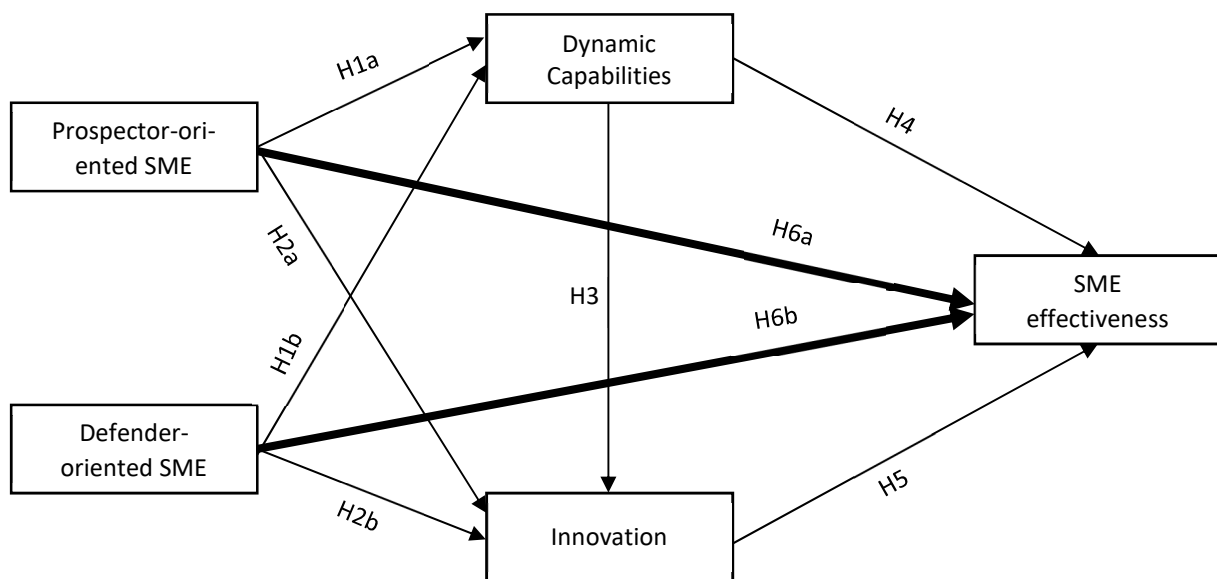 Dynamic
Capabilities
H1a
H4
Prospector-ori-
ented SME
H2a
H6a
H3
SME
effectiveness
H6b
H1b
Defender-
oriented SME
H2b
H5
Innovation